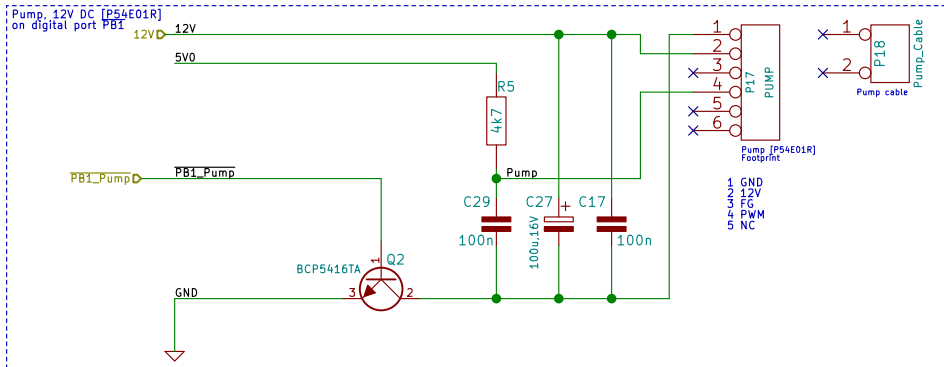 Pump, 12V DC [P54E01R]
on digital port PB1
12V
12V
5V0
R5
4k7
PB1_Pump
PB1_Pump
Pump
C29
100n
C27
+
100u,16V
C17
100n
BCP5416TA
Q2
1
3
2
GND
1
2
3
4
5
6
P17
PUMP
Pump [P54E01R]
Footprint
1 GND
2 12V
3 FG
4 PWM
5 NC
1
2
P18
Pump_Cable
Pump cable